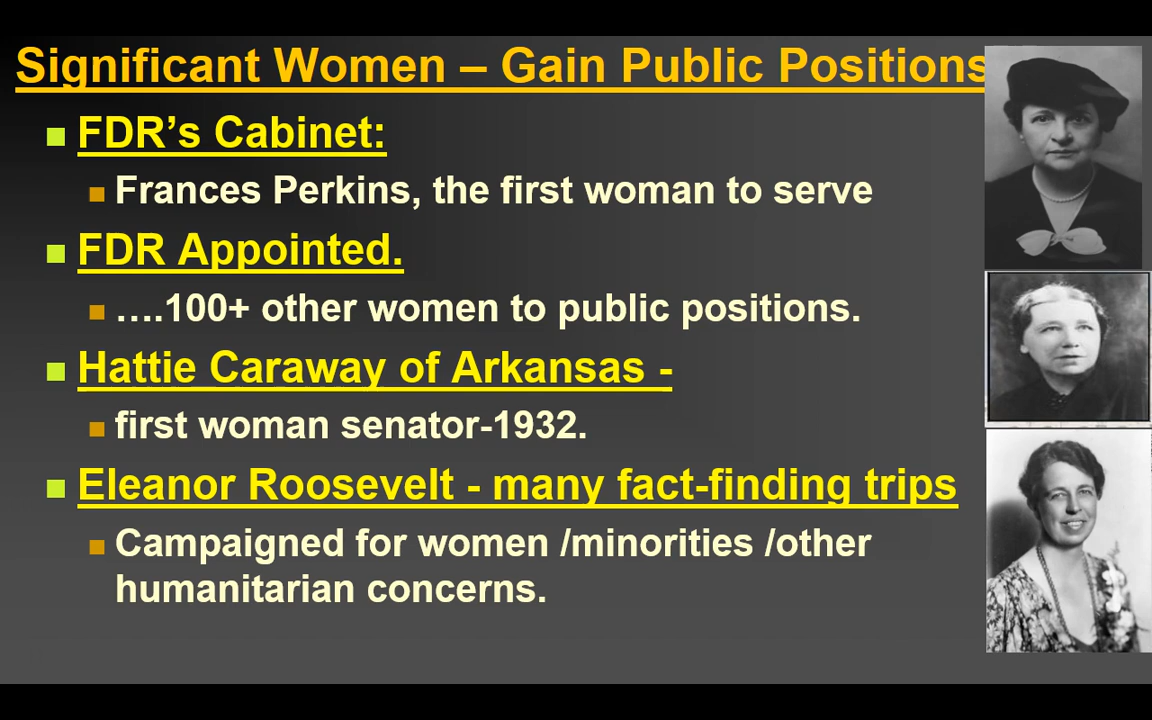 Significant Women – Gain Public Positions
FDR's Cabinet:
Frances Perkins, the first woman to serve
FDR Appointed.
….100+ other women to public positions.
Hattie Caraway of Arkansas -
first woman senator-1932.
Eleanor Roosevelt - many fact-finding trips
Campaigned for women /minorities /other
humanitarian concerns.